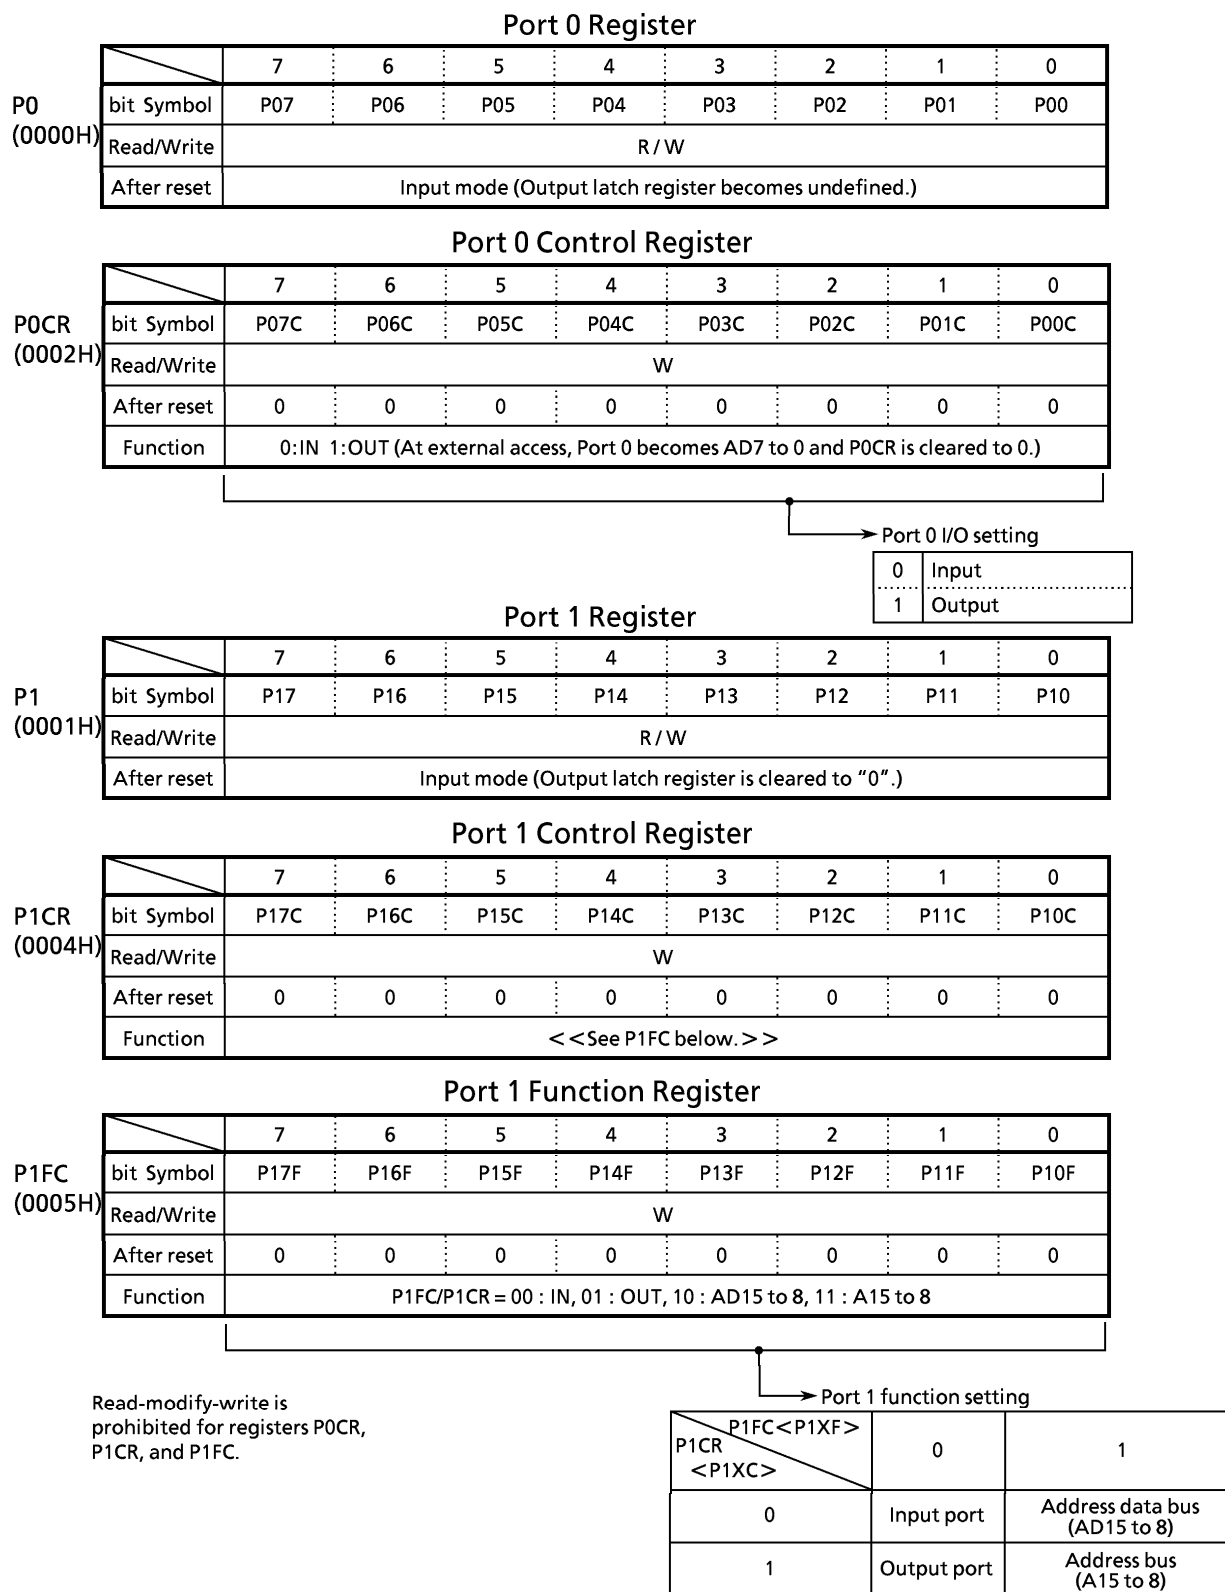 Port 0 Register
7 6 5 4 3 2 1 0
P0 (0000H)
bit Symbol P07 P06 P05 P04 P03 P02 P01 P00
Read/Write R / W
After reset Input mode (Output latch register becomes undefined.)
Port 0 Control Register
7 6 5 4 3 2 1 0
P0CR (0002H)
bit Symbol P07C P06C P05C P04C P03C P02C P01C P00C
Read/Write W
After reset 0 0 0 0 0 0 0 0
Function 0:IN 1:OUT (At external access, Port 0 becomes AD7 to 0 and P0CR is cleared to 0.)
Port 0 I/O setting
0 Input
1 Output
Port 1 Register
7 6 5 4 3 2 1 0
P1 (0001H)
bit Symbol P17 P16 P15 P14 P13 P12 P11 P10
Read/Write R / W
After reset Input mode (Output latch register is cleared to “0”.)
Port 1 Control Register
7 6 5 4 3 2 1 0
P1CR (0004H)
bit Symbol P17C P16C P15C P14C P13C P12C P11C P10C
Read/Write W
After reset 0 0 0 0 0 0 0 0
Function <<See P1FC below.>>
Port 1 Function Register
7 6 5 4 3 2 1 0
P1FC (0005H)
bit Symbol P17F P16F P15F P14F P13F P12F P11F P10F
Read/Write W
After reset 0 0 0 0 0 0 0 0
Function P1FC/P1CR = 00 : IN, 01 : OUT, 10 : AD15 to 8, 11 : A15 to 8
Read-modify-write is
prohibited for registers P0CR,
P1CR, and P1FC.
Port 1 function setting
P1FC<P1XF>
P1CR
<P1XC>
0 1
0 Input port Address data bus (AD15 to 8)
1 Output port Address bus (A15 to 8)